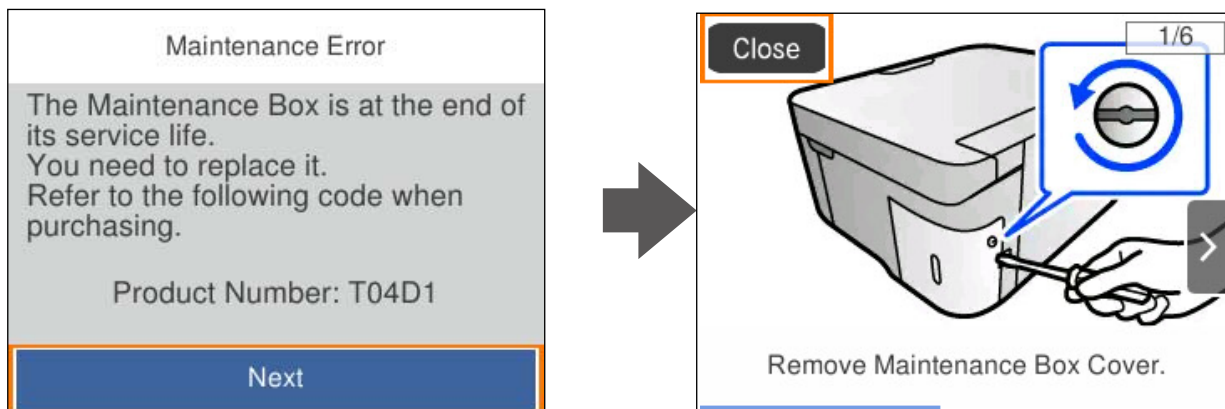 Maintenance Error
The Maintenance Box is at the end of
its service life.
You need to replace it.
Refer to the following code when
purchasing.
Product Number: T04D1
Next
Close
1/6
Remove Maintenance Box Cover.